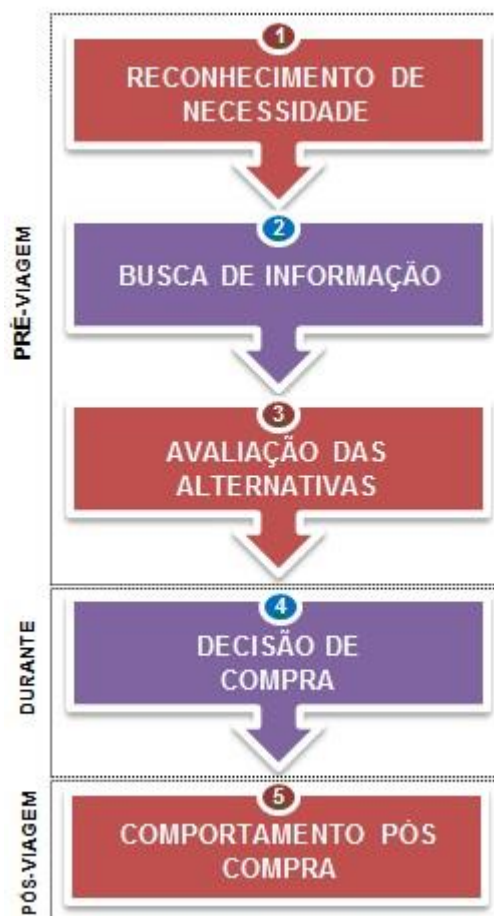 PRÉ-VIAGEM
1
RECONHECIMENTO DE
NECESSIDADE
2
BUSCA DE INFORMAÇÃO
3
AVALIAÇÃO DAS
ALTERNATIVAS
DURANTE
4
DECISÃO DE
COMPRA
PÓS-VIAGEM
5
COMPORTAMENTO PÓS
COMPRA